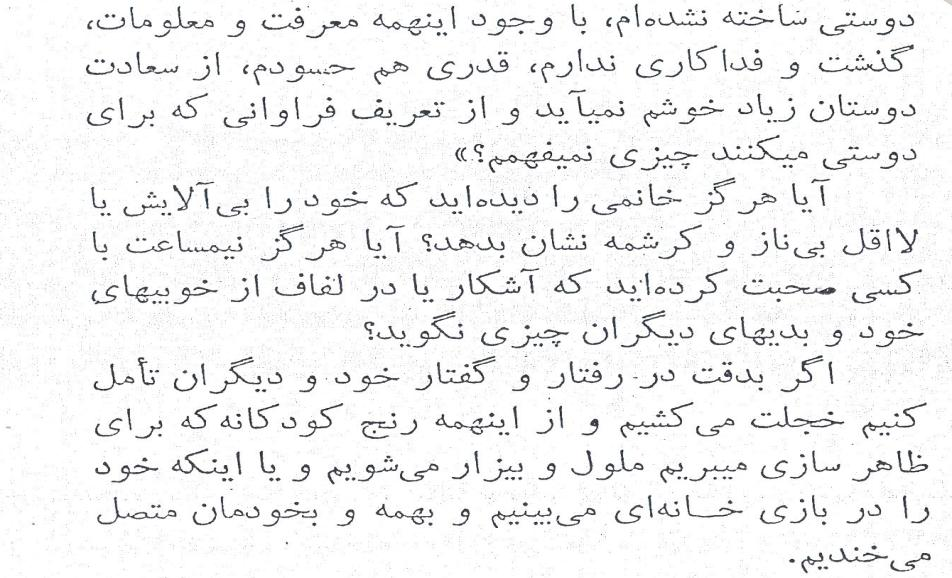 دوستی ساخته نشده‌ام، با وجود اینهمه معرفت و معلومات،
گذشت و فداکاری ندارم، قدری هم حسودم، از سعادت
دوستان زیاد خوشم نمیآید و از تعریف فراوانی که برای
دوستی میکنند چیزی نمیفهمم؟»
آیا هرگز خانمی را دیده‌اید که خود را بی‌آلایش یا
لااقل بی‌ناز و کرشمه نشان بدهد؟ آیا هرگز نیمساعت با
کسی صحبت کرده‌اید که آشکار یا در لفاف از خوبیهای
خود و بدیهای دیگران چیزی نگوید؟
اگر بدقت در رفتار و گفتار خود و دیگران تأمل
کنیم خجلت می‌کشیم و از اینهمه رنج کودکانه که برای
ظاهر سازی میبریم ملول و بیزار می‌شویم و یا اینکه خود
را در بازی خانه‌ای می‌بینیم و بهمه و بخودمان متصل
می‌خندیم.